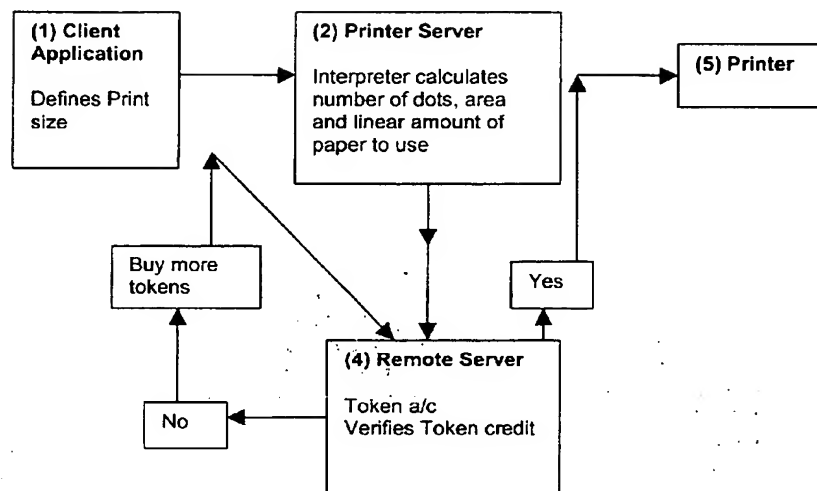 (1) Client
Application
Defines Print
size
(2) Printer Server
Interpreter calculates
number of dots, area
and linear amount of
paper to use
(5) Printer
Buy more
tokens
Yes
(4) Remote Server
Token a/c
Verifies Token credit
No